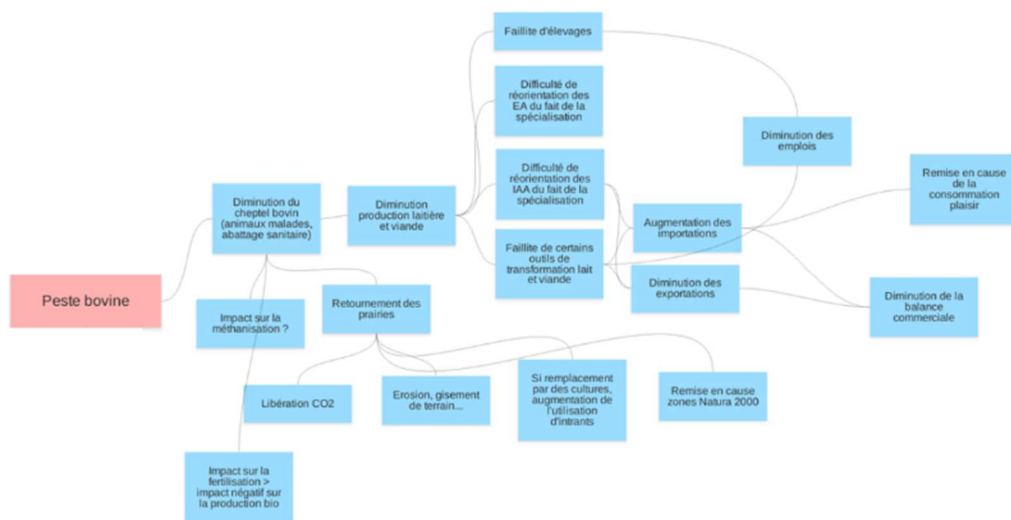 Faillite d'élevages
Difficulté de
réorientation des
EA du fait de la
spécialisation
Diminution des
emplois
Difficulté de
réorientation des
IAA du fait de la
spécialisation
Remise en cause
de la
consommation
plaisir
Diminution du
cheptel bovin
(animaux malades,
abattage sanitaire)
Diminution
production laitière
et viande
Augmentation des
importations
Faillite de certains
outils de
transformation lait
et viande
Diminution des
exportations
Diminution de la
balance
commerciale
Peste bovine
Impact sur la
méthanisation ?
Retournement des
prairies
Libération CO2
Erosion, gisement
de terrain...
Si remplacement
par des cultures,
augmentation de
l'utilisation
d'intrants
Remise en cause
zones Natura 2000
Impact sur la
fertilisation >
impact négatif sur
la production bio